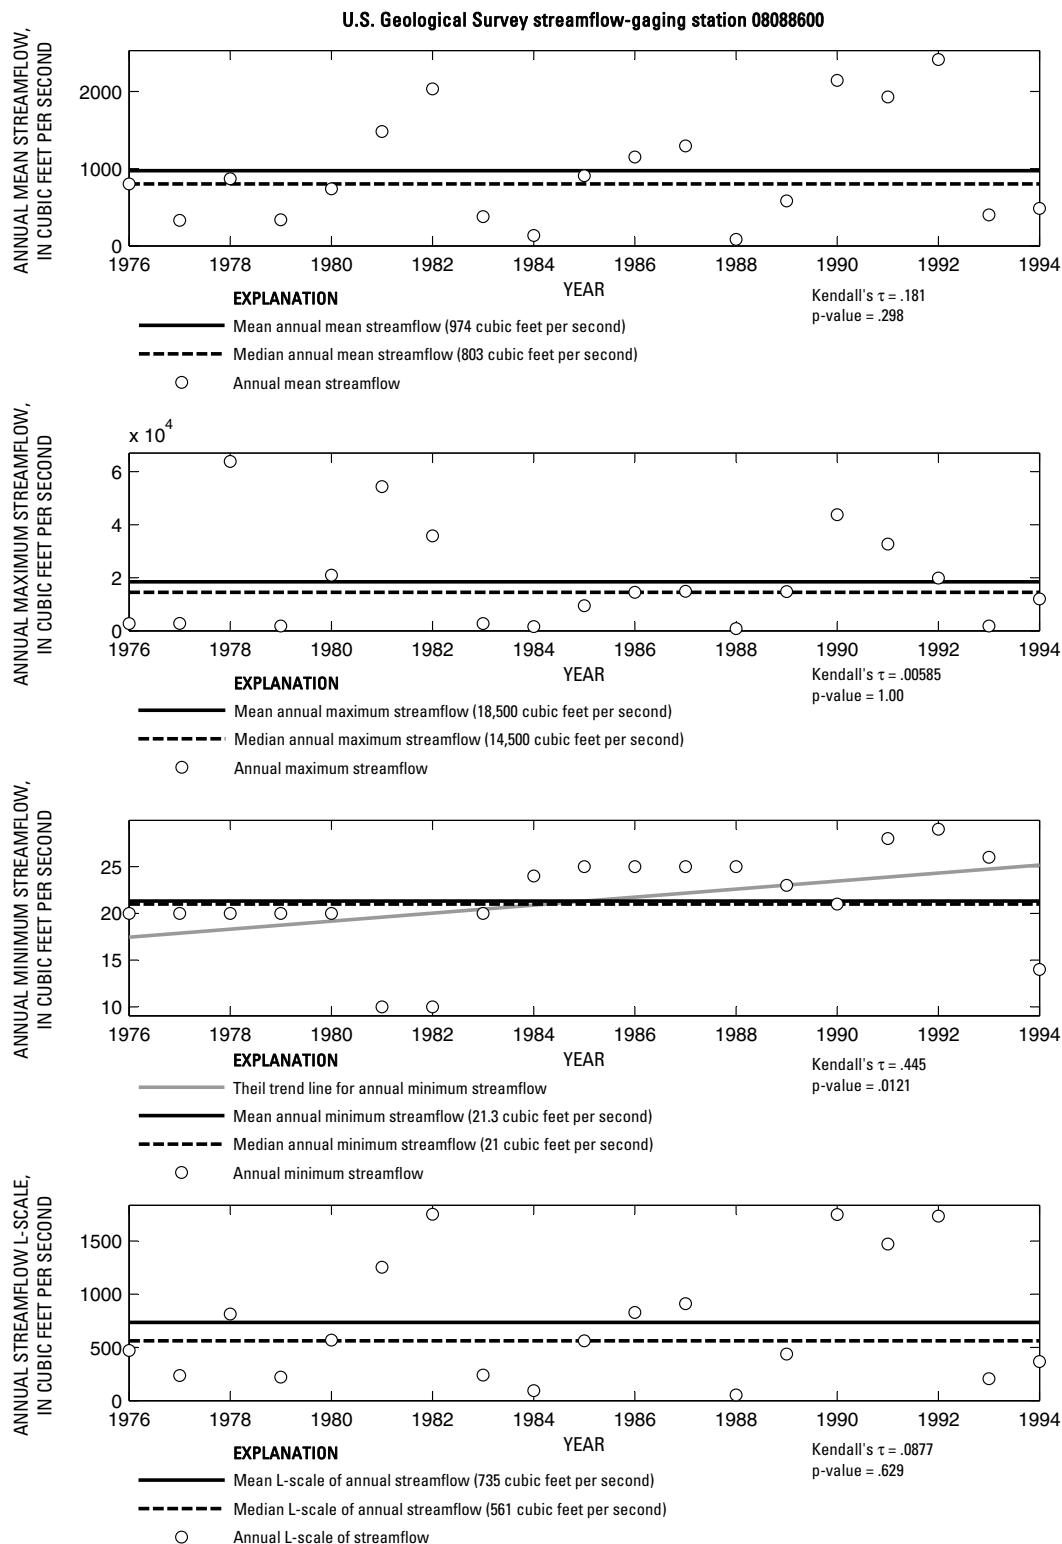 U.S. Geological Survey streamflow-gaging station 08088600
ANNUAL MEAN STREAMFLOW,
IN CUBIC FEET PER SECOND
2000
1000
0
1976 1978 1980 1982 1984 1986 1988 1990 1992 1994
YEAR
EXPLANATION
Mean annual mean streamflow (974 cubic feet per second)
Median annual mean streamflow (803 cubic feet per second)
Annual mean streamflow
Kendall's τ = .181
p-value = .298
ANNUAL MAXIMUM STREAMFLOW,
IN CUBIC FEET PER SECOND
x 10^4
6
4
2
0
1976 1978 1980 1982 1984 1986 1988 1990 1992 1994
YEAR
EXPLANATION
Mean annual maximum streamflow (18,500 cubic feet per second)
Median annual maximum streamflow (14,500 cubic feet per second)
Annual maximum streamflow
Kendall's τ = .00585
p-value = 1.00
ANNUAL MINIMUM STREAMFLOW,
IN CUBIC FEET PER SECOND
25
20
15
10
1976 1978 1980 1982 1984 1986 1988 1990 1992 1994
YEAR
EXPLANATION
Theil trend line for annual minimum streamflow
Mean annual minimum streamflow (21.3 cubic feet per second)
Median annual minimum streamflow (21 cubic feet per second)
Annual minimum streamflow
Kendall's τ = .445
p-value = .0121
ANNUAL STREAMFLOW L-SCALE,
IN CUBIC FEET PER SECOND
1500
1000
500
0
1976 1978 1980 1982 1984 1986 1988 1990 1992 1994
YEAR
EXPLANATION
Mean L-scale of annual streamflow (735 cubic feet per second)
Median L-scale of annual streamflow (561 cubic feet per second)
Annual L-scale of streamflow
Kendall's τ = .0877
p-value = .629